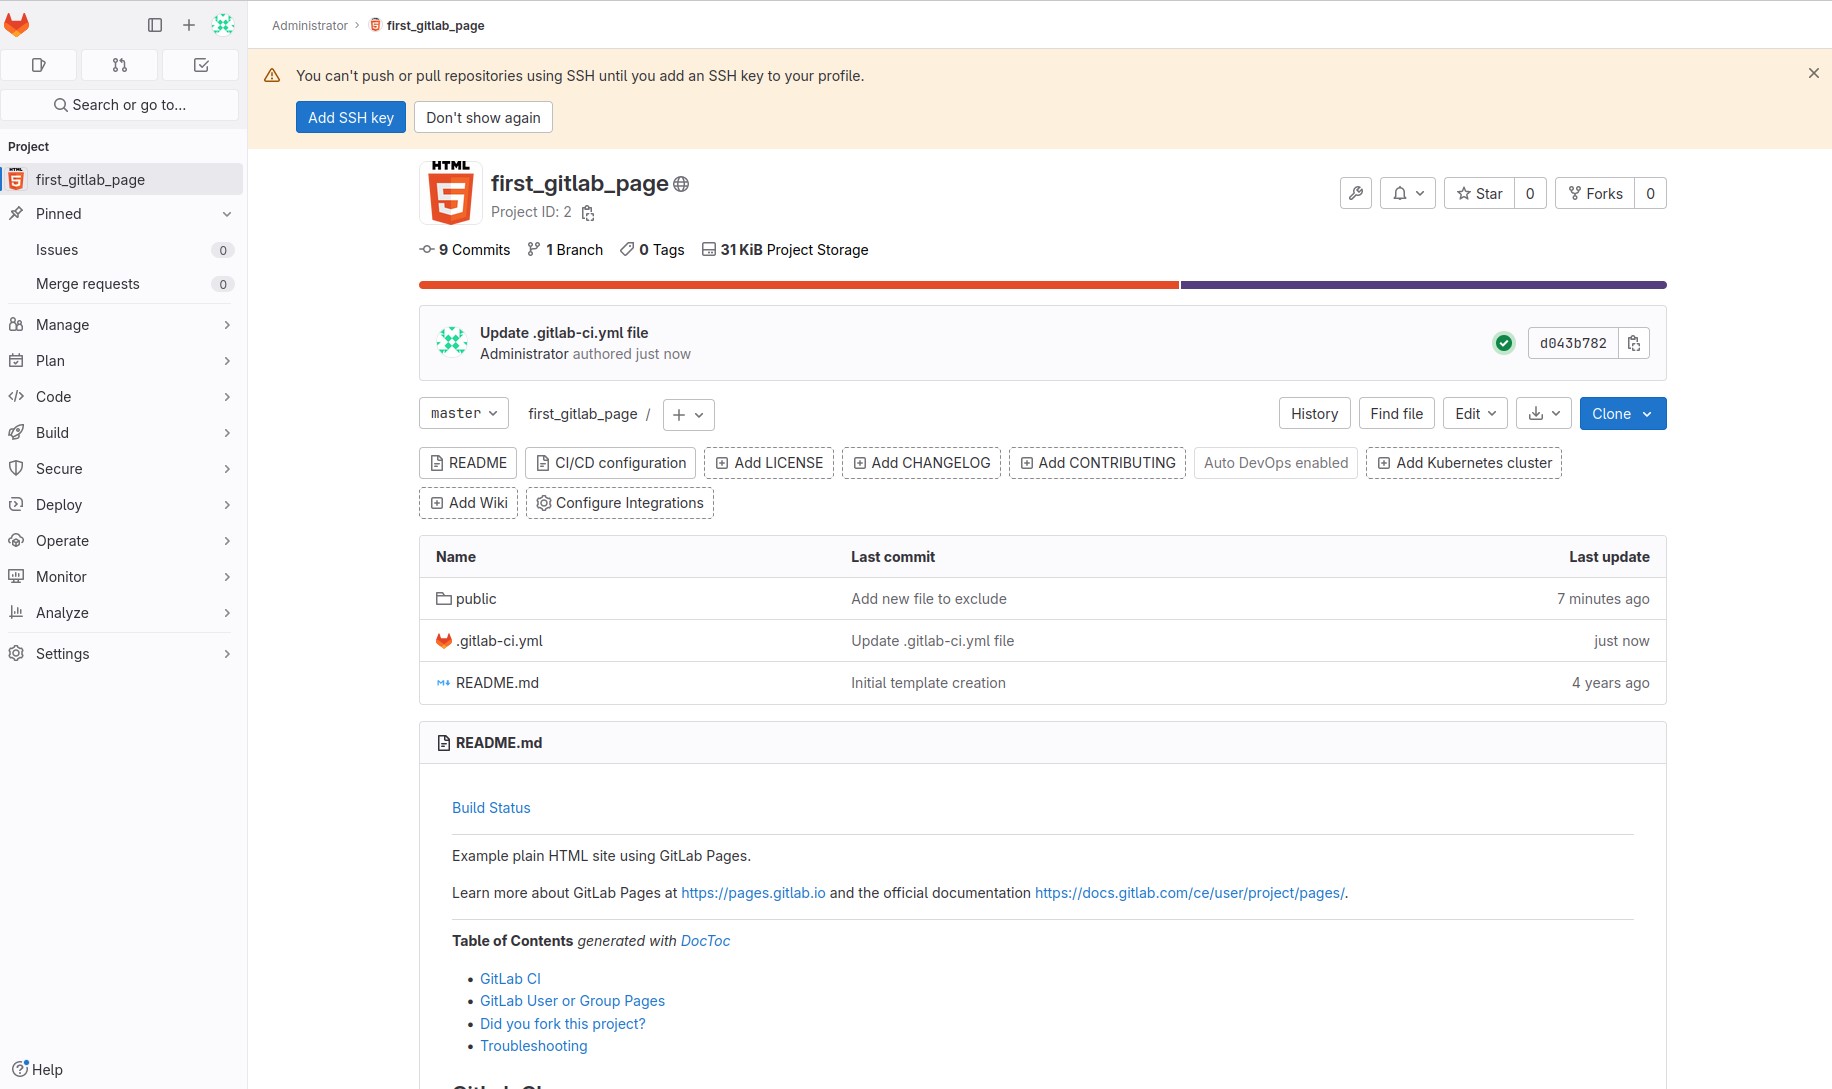 Administrator › first_gitlab_page
Search or go to...
Project
first_gitlab_page
Pinned
Issues 0
Merge requests 0
Manage
Plan
Code
Build
Secure
Deploy
Operate
Monitor
Analyze
Settings
Help
You can't push or pull repositories using SSH until you add an SSH key to your profile.
Add SSH key Don't show again
HTML 5
first_gitlab_page
Project ID: 2
Star 0 Forks 0
9 Commits 1 Branch 0 Tags 31 KiB Project Storage
Update .gitlab-ci.yml file
Administrator authored just now
d043b782
master first_gitlab_page / +
History Find file Edit Clone
README CI/CD configuration Add LICENSE Add CHANGELOG Add CONTRIBUTING Auto DevOps enabled Add Kubernetes cluster
Add Wiki Configure Integrations
Name Last commit Last update
public Add new file to exclude 7 minutes ago
.gitlab-ci.yml Update .gitlab-ci.yml file just now
README.md Initial template creation 4 years ago
README.md
Build Status
Example plain HTML site using GitLab Pages.
Learn more about GitLab Pages at https://pages.gitlab.io and the official documentation https://docs.gitlab.com/ce/user/project/pages/.
Table of Contents generated with DocToc
• GitLab CI
• GitLab User or Group Pages
• Did you fork this project?
• Troubleshooting